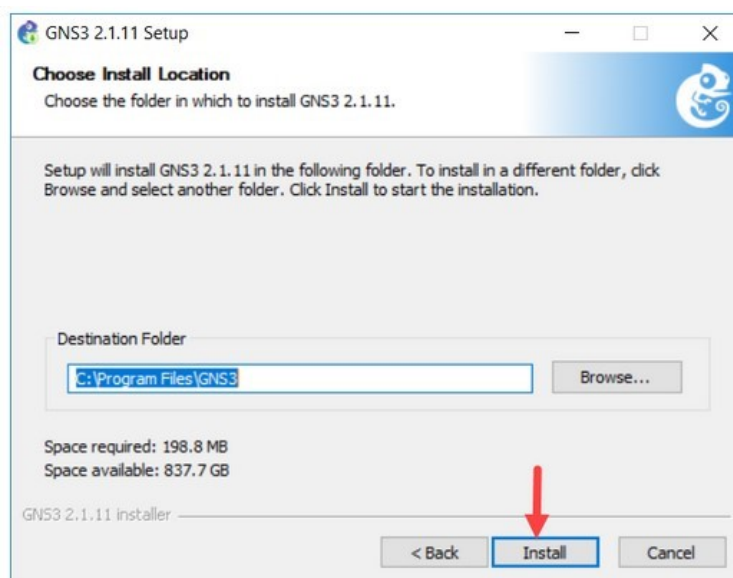 GNS3 2.1.11 Setup
Choose Install Location
Choose the folder in which to install GNS3 2.1.11.
Setup will install GNS3 2.1.11 in the following folder. To install in a different folder, click
Browse and select another folder. Click Install to start the installation.
Destination Folder
C:\Program Files\GNS3
Browse...
Space required: 198.8 MB
Space available: 837.7 GB
GNS3 2.1.11 installer
< Back
Install
Cancel